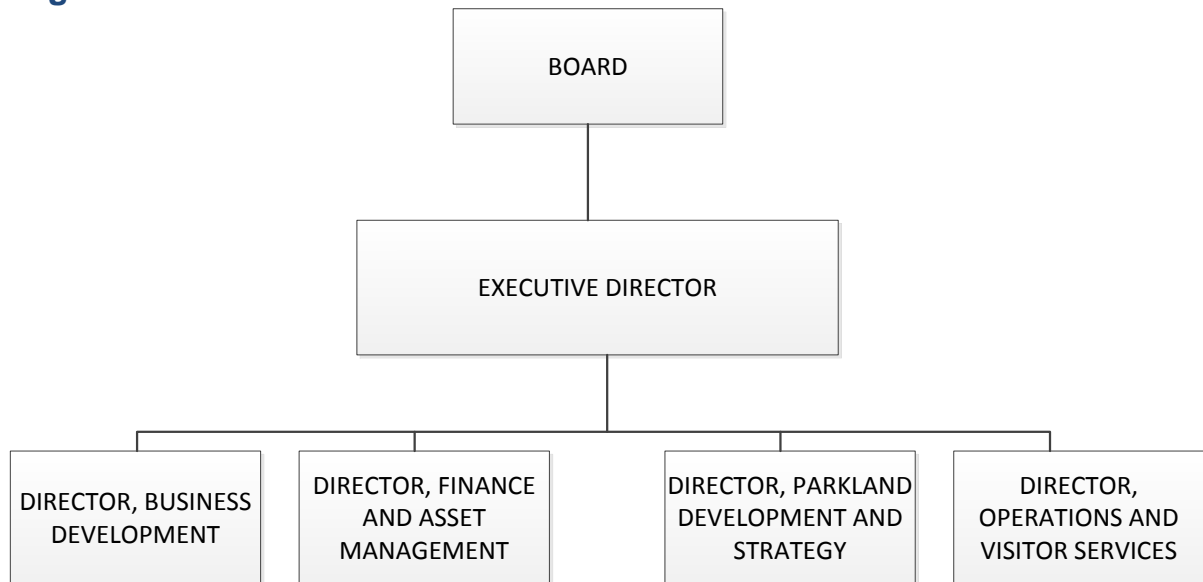 BOARD
EXECUTIVE DIRECTOR
DIRECTOR, BUSINESS
DEVELOPMENT
DIRECTOR, FINANCE
AND ASSET
MANAGEMENT
DIRECTOR, PARKLAND
DEVELOPMENT AND
STRATEGY
DIRECTOR,
OPERATIONS AND
VISITOR SERVICES